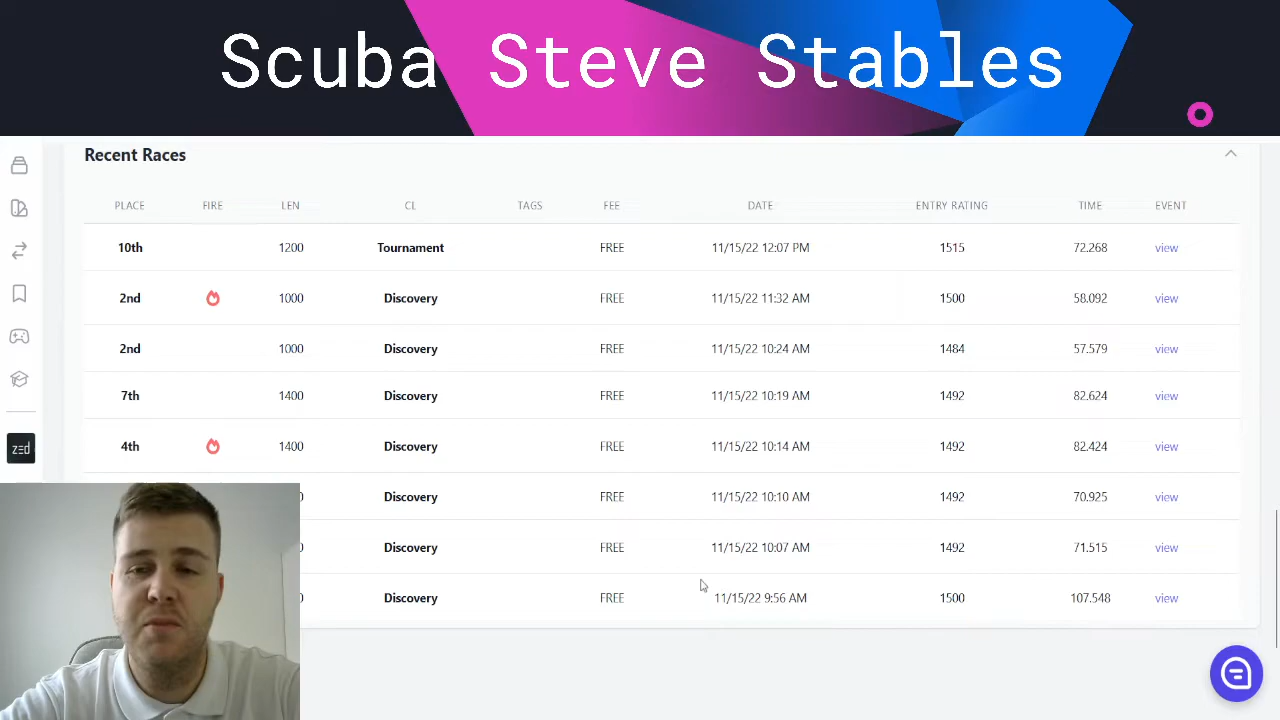 Scuba Steve Stables
Recent Races
PLACE FIRE LEN CL TAGS FEE DATE ENTRY RATING TIME EVENT
10th 1200 Tournament FREE 11/15/22 12:07 PM 1515 72.268 view
2nd 1000 Discovery FREE 11/15/22 11:32 AM 1500 58.092 view
2nd 1000 Discovery FREE 11/15/22 10:24 AM 1484 57.579 view
7th 1400 Discovery FREE 11/15/22 10:19 AM 1492 82.624 view
4th 1400 Discovery FREE 11/15/22 10:14 AM 1492 82.424 view
zed
Discovery FREE 11/15/22 10:10 AM 1492 70.925 view
Discovery FREE 11/15/22 10:07 AM 1492 71.515 view
Discovery FREE 11/15/22 9:56 AM 1500 107.548 view